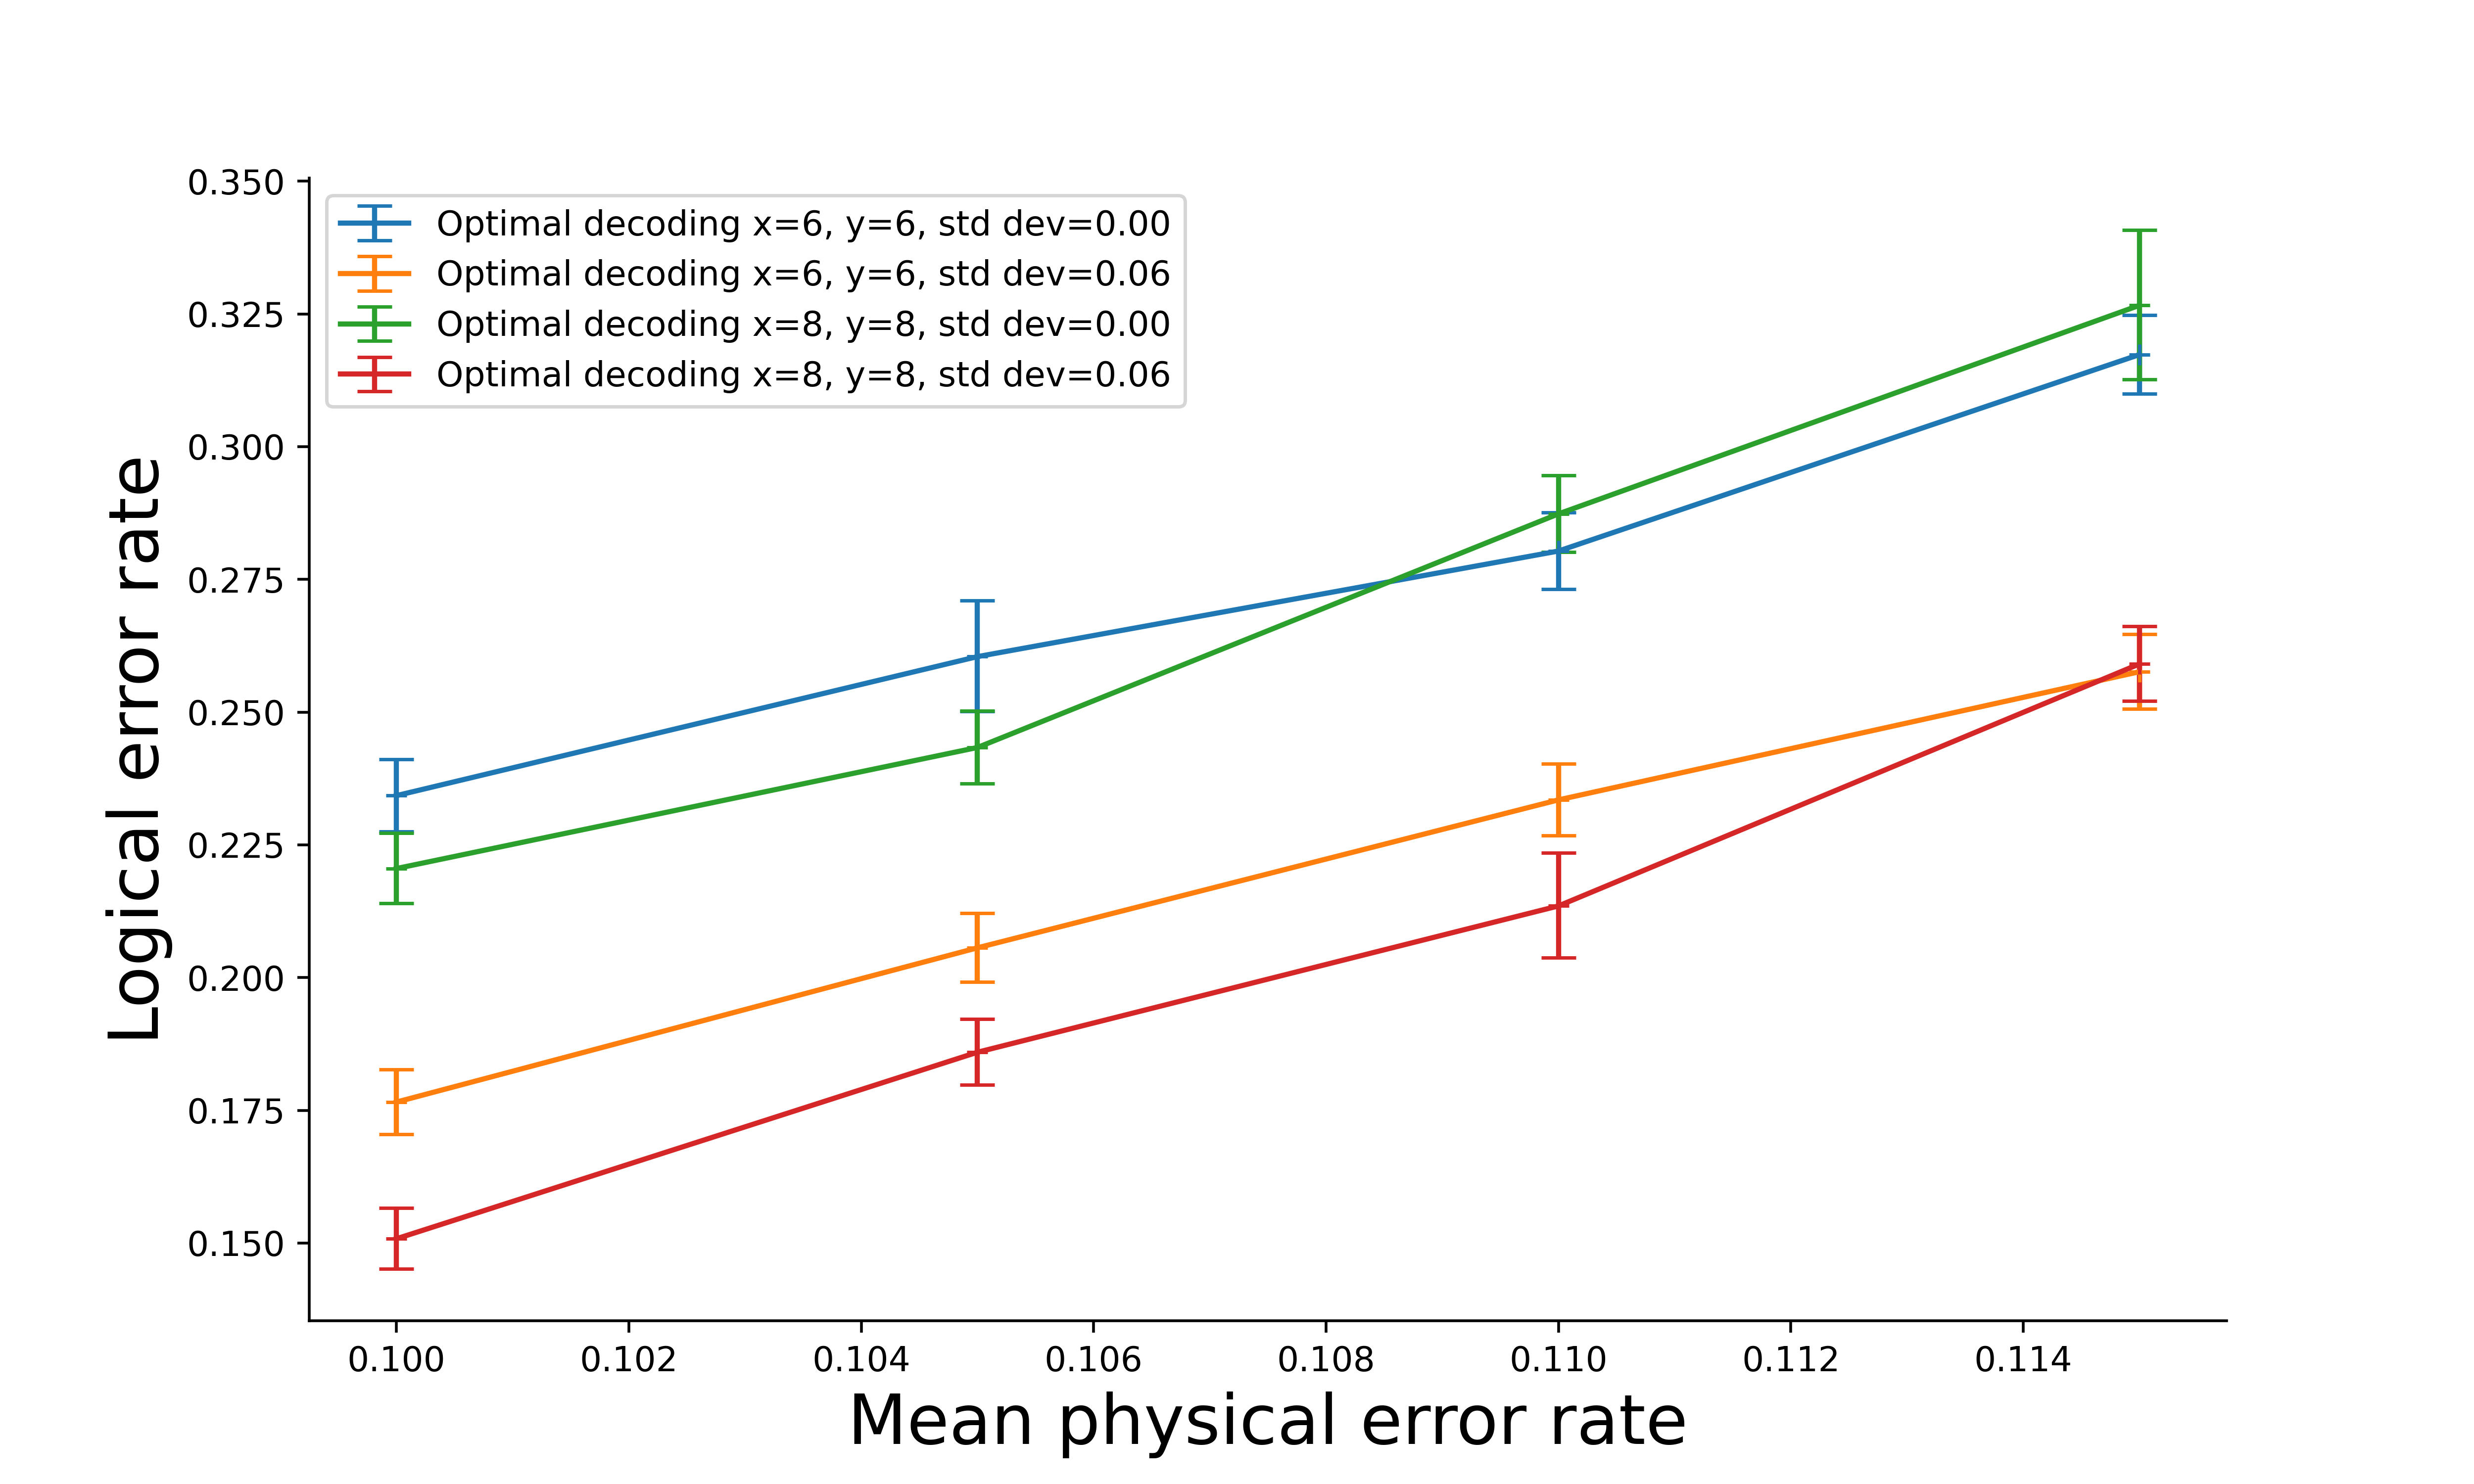 0.350
0.325
0.300
0.275
0.250
0.225
0.200
0.175
0.150
Logical error rate
Optimal decoding x=6, y=6, std dev=0.00
Optimal decoding x=6, y=6, std dev=0.06
Optimal decoding x=8, y=8, std dev=0.00
Optimal decoding x=8, y=8, std dev=0.06
0.100 0.102 0.104 0.106 0.108 0.110 0.112 0.114
Mean physical error rate